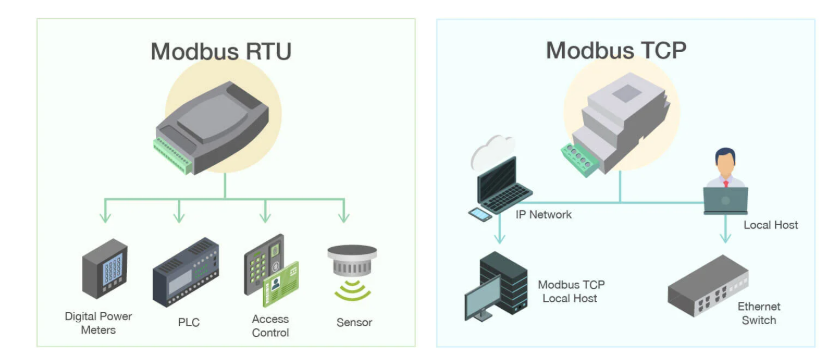 Modbus RTU
Digital Power
Meters
PLC
Access
Control
Sensor
Modbus TCP
IP Network
Local Host
Modbus TCP
Local Host
Ethernet
Switch